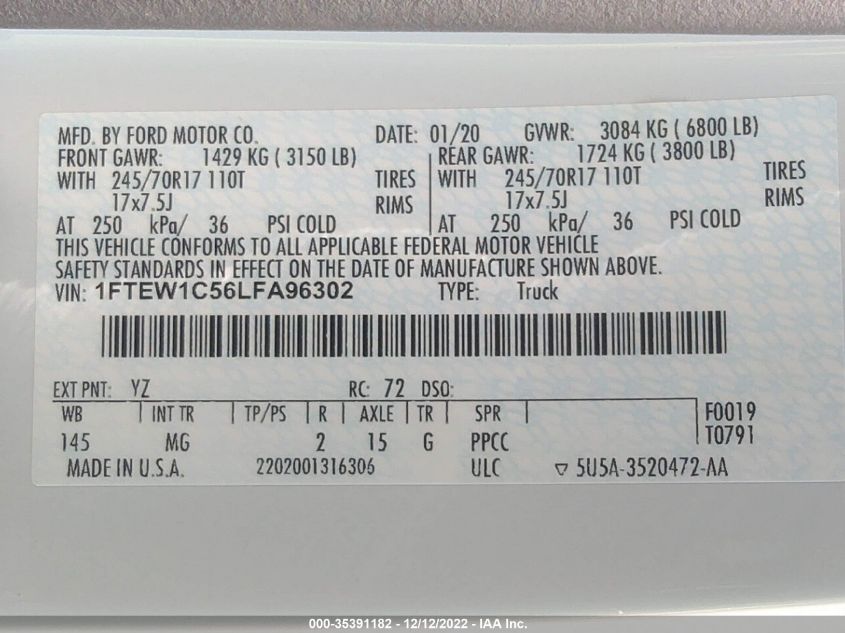 MFD. BY FORD MOTOR CO. DATE: 01/20 GVWR: 3084 KG ( 6800 LB)
FRONT GAWR: 1429 KG ( 3150 LB) REAR GAWR: 1724 KG ( 3800 LB)
WITH 245/70R17 110T TIRES WITH 245/70R17 110T TIRES
17x7.5J RIMS 17x7.5J RIMS
AT 250 kPa/ 36 PSI COLD AT 250 kPa/ 36 PSI COLD
THIS VEHICLE CONFORMS TO ALL APPLICABLE FEDERAL MOTOR VEHICLE
SAFETY STANDARDS IN EFFECT ON THE DATE OF MANUFACTURE SHOWN ABOVE.
VIN: 1FTEW1C56LFA96302 TYPE: Truck
EXT PNT: YZ RC: 72 DSO:
WB INT TR TP/PS R AXLE TR SPR F0019
145 MG 2 15 G PPCC T0791
MADE IN U.S.A. 2202001316306 ULC ▽ 5U5A-3520472-AA
000-35391182 - 12/12/2022 - IAA Inc.